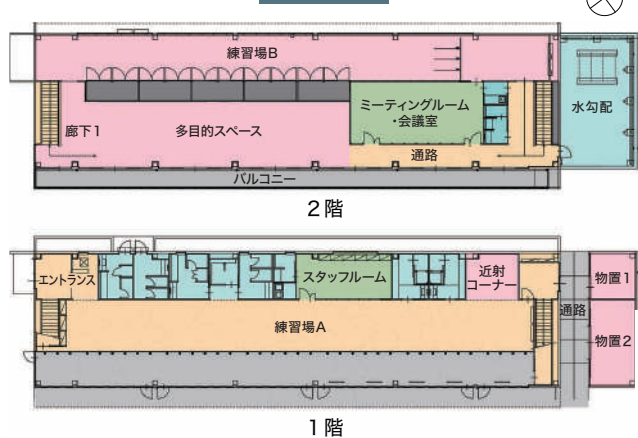 練習場B
ミーティングルーム
・会議室
水勾配
廊下1
多目的スペース
通路
バルコニー
2階
エントランス
スタッフルーム
近射
コーナー
物置1
通路
練習場A
物置2
1階